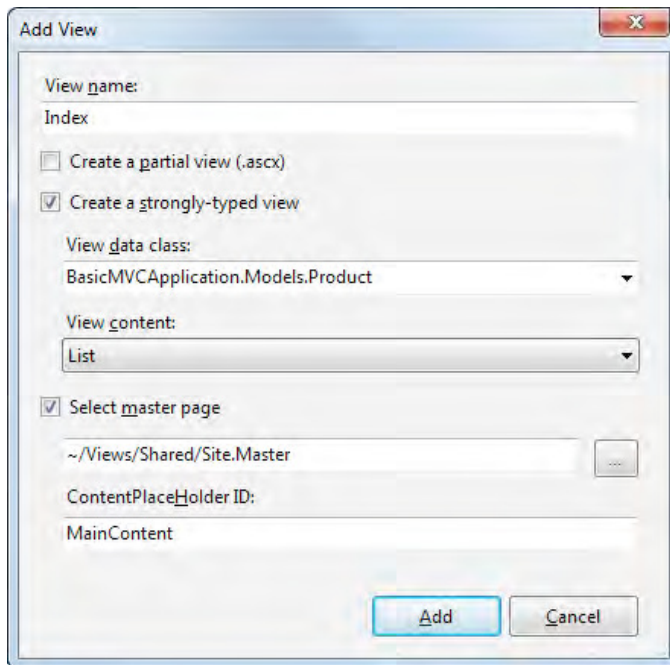 Add View
View name:
Index
Create a partial view (.ascx)
Create a strongly-typed view
View data class:
BasicMVCApplication.Models.Product
View content:
List
Select master page
~/Views/Shared/Site.Master
...
ContentPlaceHolder ID:
MainContent
Add
Cancel